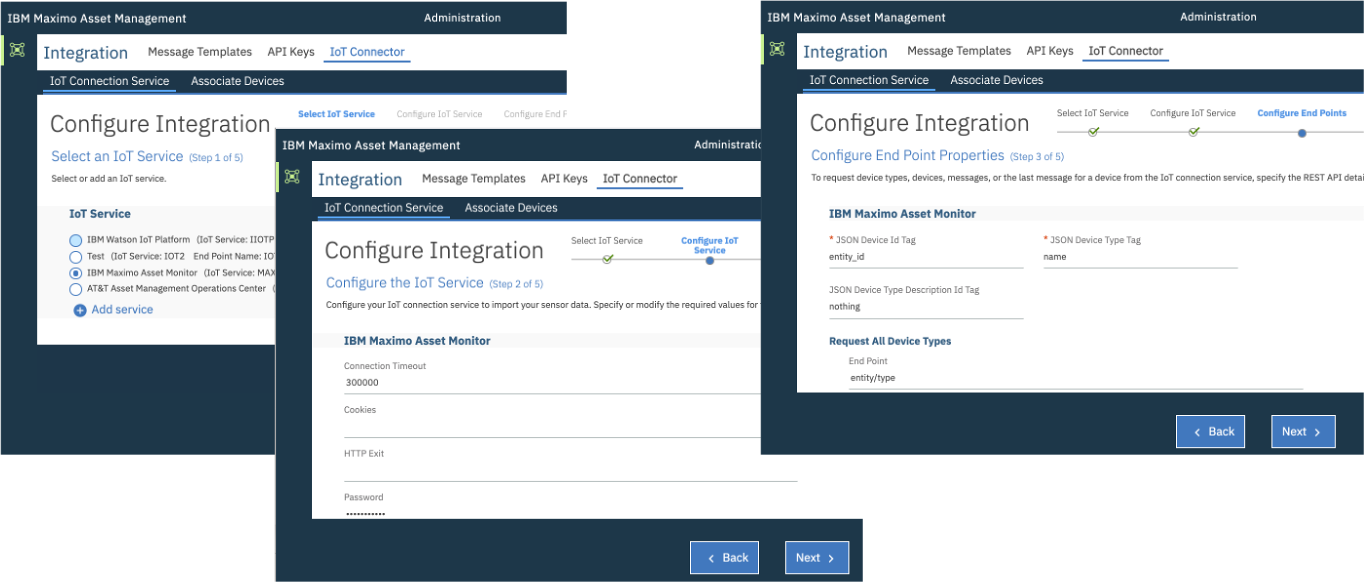 IBM Maximo Asset Management
Administration
Integration
Message Templates
API Keys
IoT Connector
IoT Connection Service
Associate Devices
Configure Integration
Select IoT Service
Configure IoT Service
Configure End
Select an IoT Service (Step 1 of 5)
Select or add an IoT service.
IoT Service
IBM Watson IoT Platform (IoT Service: IIOTP
Test (IoT Service: IOT2 End Point Name: IO
IBM Maximo Asset Monitor (IoT Service: MAX
AT&T Asset Management Operations Center (
Add service
IBM Maximo Asset Management
Administratio
Integration
Message Templates
API Keys
IoT Connector
IoT Connection Service
Associate Devices
Configure Integration
Select IoT Service
Configure IoT
Service
Configure the IoT Service (Step 2 of 5)
Configure your IoT connection service to import your sensor data. Specify or modify the required values for
IBM Maximo Asset Monitor
Connection Timeout
300000
Cookies
HTTP Exit
Password
•••••••••••
‹ Back
Next ›
IBM Maximo Asset Management
Administration
Integration
Message Templates
API Keys
IoT Connector
IoT Connection Service
Associate Devices
Configure Integration
Select IoT Service
Configure IoT Service
Configure End Points
Configure End Point Properties (Step 3 of 5)
To request device types, devices, messages, or the last message for a device from the IoT connection service, specify the REST API detai
IBM Maximo Asset Monitor
* JSON Device Id Tag
entity_id
* JSON Device Type Tag
name
JSON Device Type Description Id Tag
nothing
Request All Device Types
End Point
entity/type
‹ Back
Next ›